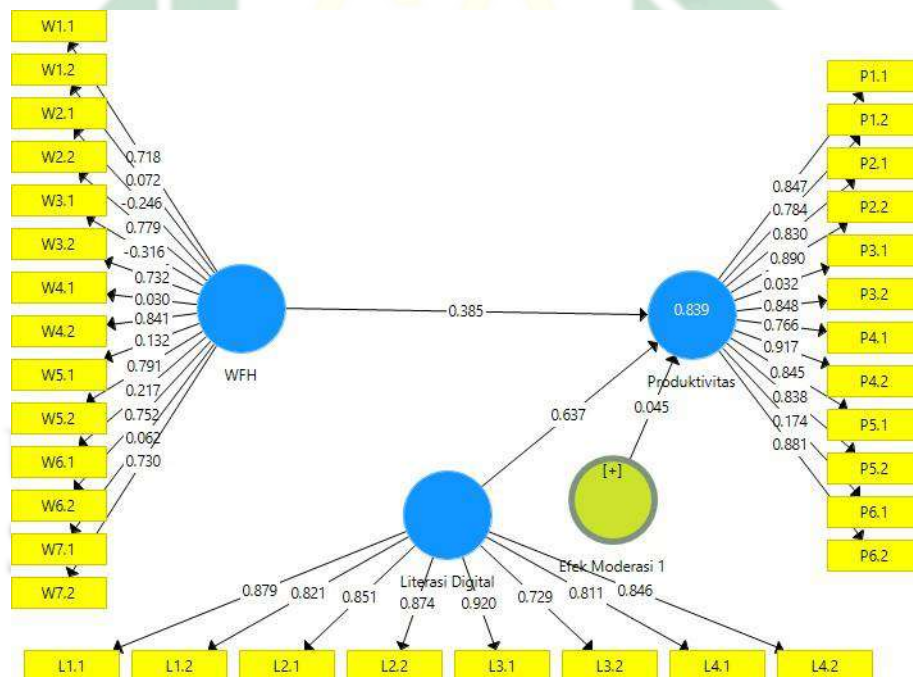 W1.1
W1.2
W2.1
W2.2
W3.1
W3.2
W4.1
W4.2
W5.1
W5.2
W6.1
W6.2
W7.1
W7.2
0.718
0.072
-0.246
0.779
-0.316
0.732
0.030
0.841
0.132
0.791
0.217
0.752
0.062
0.730
WFH
0.385
0.839
Produktivitas
0.637
0.045
[+]
Efek Moderasi 1
Literasi Digital
0.847
0.784
0.830
0.890
-
0.032
0.848
0.766
0.917
0.845
0.838
0.174
0.881
P1.1
P1.2
P2.1
P2.2
P3.1
P3.2
P4.1
P4.2
P5.1
P5.2
P6.1
P6.2
0.879
0.821
0.851
0.874
0.920
0.729
0.811
0.846
L1.1
L1.2
L2.1
L2.2
L3.1
L3.2
L4.1
L4.2